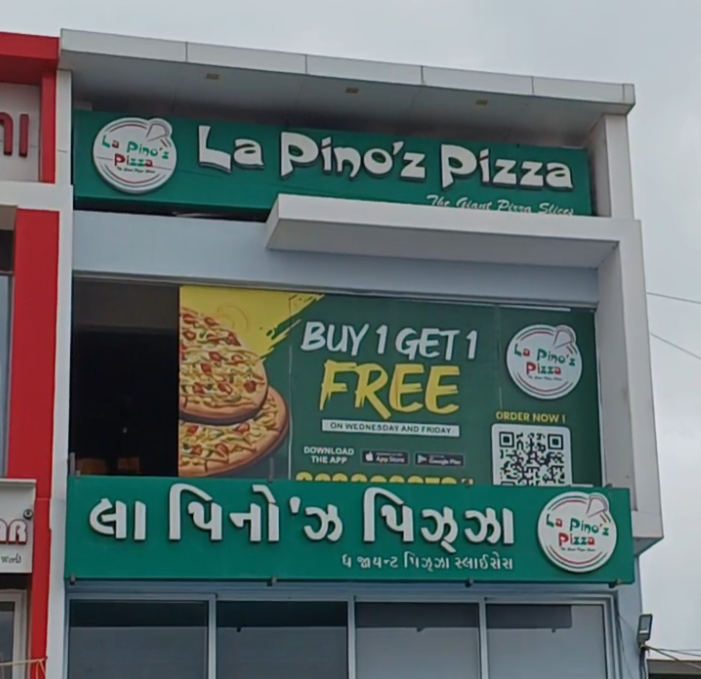 La Pino'z Pizza
La Pino'z Pizza
The Giant Pizza Slices
BUY 1 GET 1
FREE
ON WEDNESDAY AND FRIDAY
DOWNLOAD
THE APP
App Store
Google Play
La Pino'z
Pizza
ORDER NOW !
લા પિનો'ઝ પિઝ્ઝા
ધ જાયન્ટ પિઝ્ઝા સ્લાઈસેસ
La Pino'z
Pizza